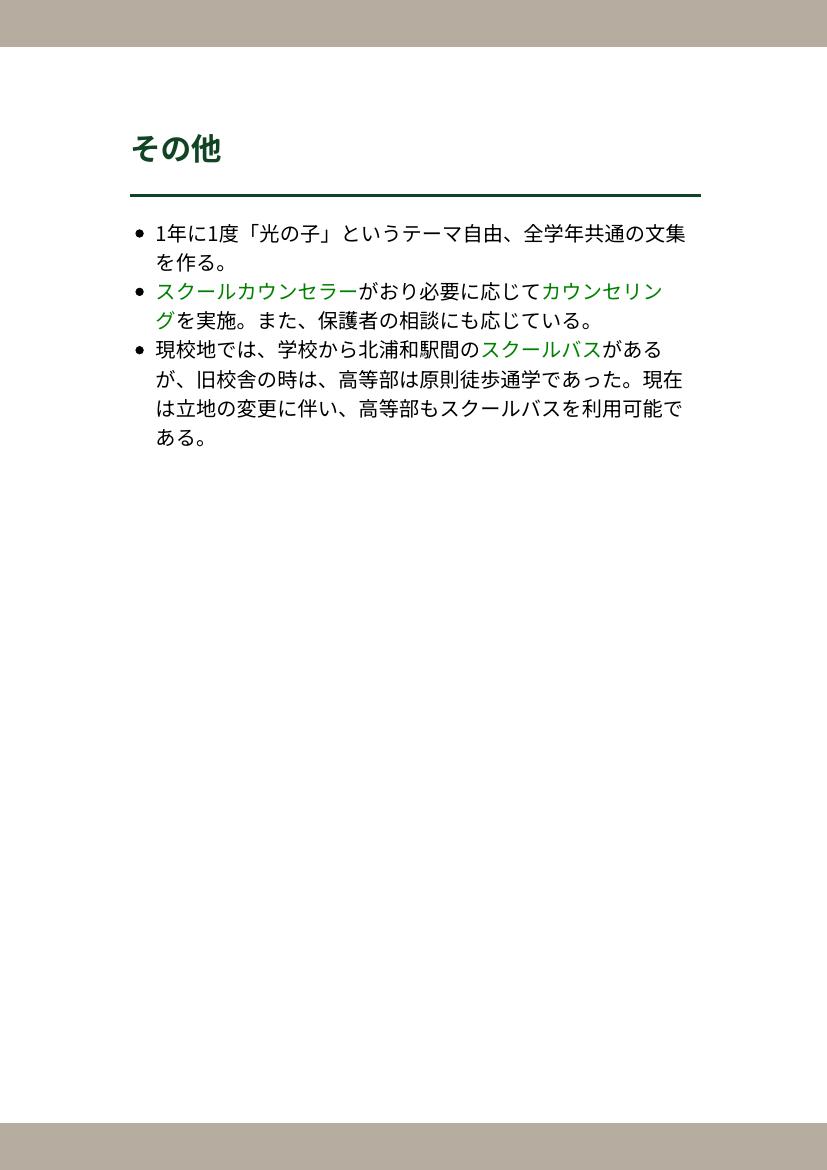 その他
• 1年に1度「光の子」というテーマ自由、全学年共通の文集
を作る。
• スクールカウンセラーがおり必要に応じてカウンセリン
グを実施。また、保護者の相談にも応じている。
• 現校地では、学校から北浦和駅間のスクールバスがある
が、旧校舎の時は、高等部は原則徒歩通学であった。現在
は立地の変更に伴い、高等部もスクールバスを利用可能で
ある。